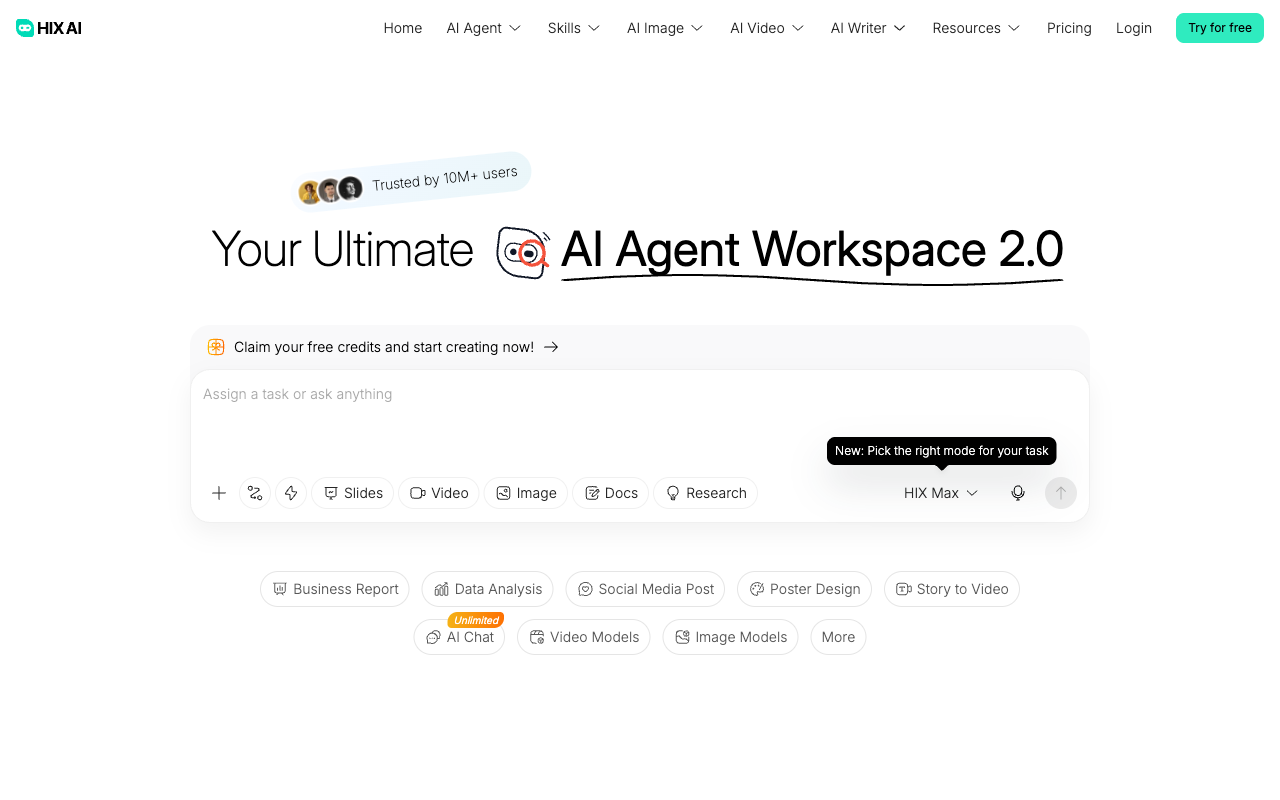 HIX AI
Home AI Agent Skills AI Image AI Video AI Writer Resources Pricing Login Try for free
Trusted by 10M+ users
Your Ultimate AI Agent Workspace 2.0
Claim your free credits and start creating now!
Assign a task or ask anything
New: Pick the right mode for your task
Slides Video Image Docs Research HIX Max
Business Report Data Analysis Social Media Post Poster Design Story to Video
Unlimited
AI Chat Video Models Image Models More